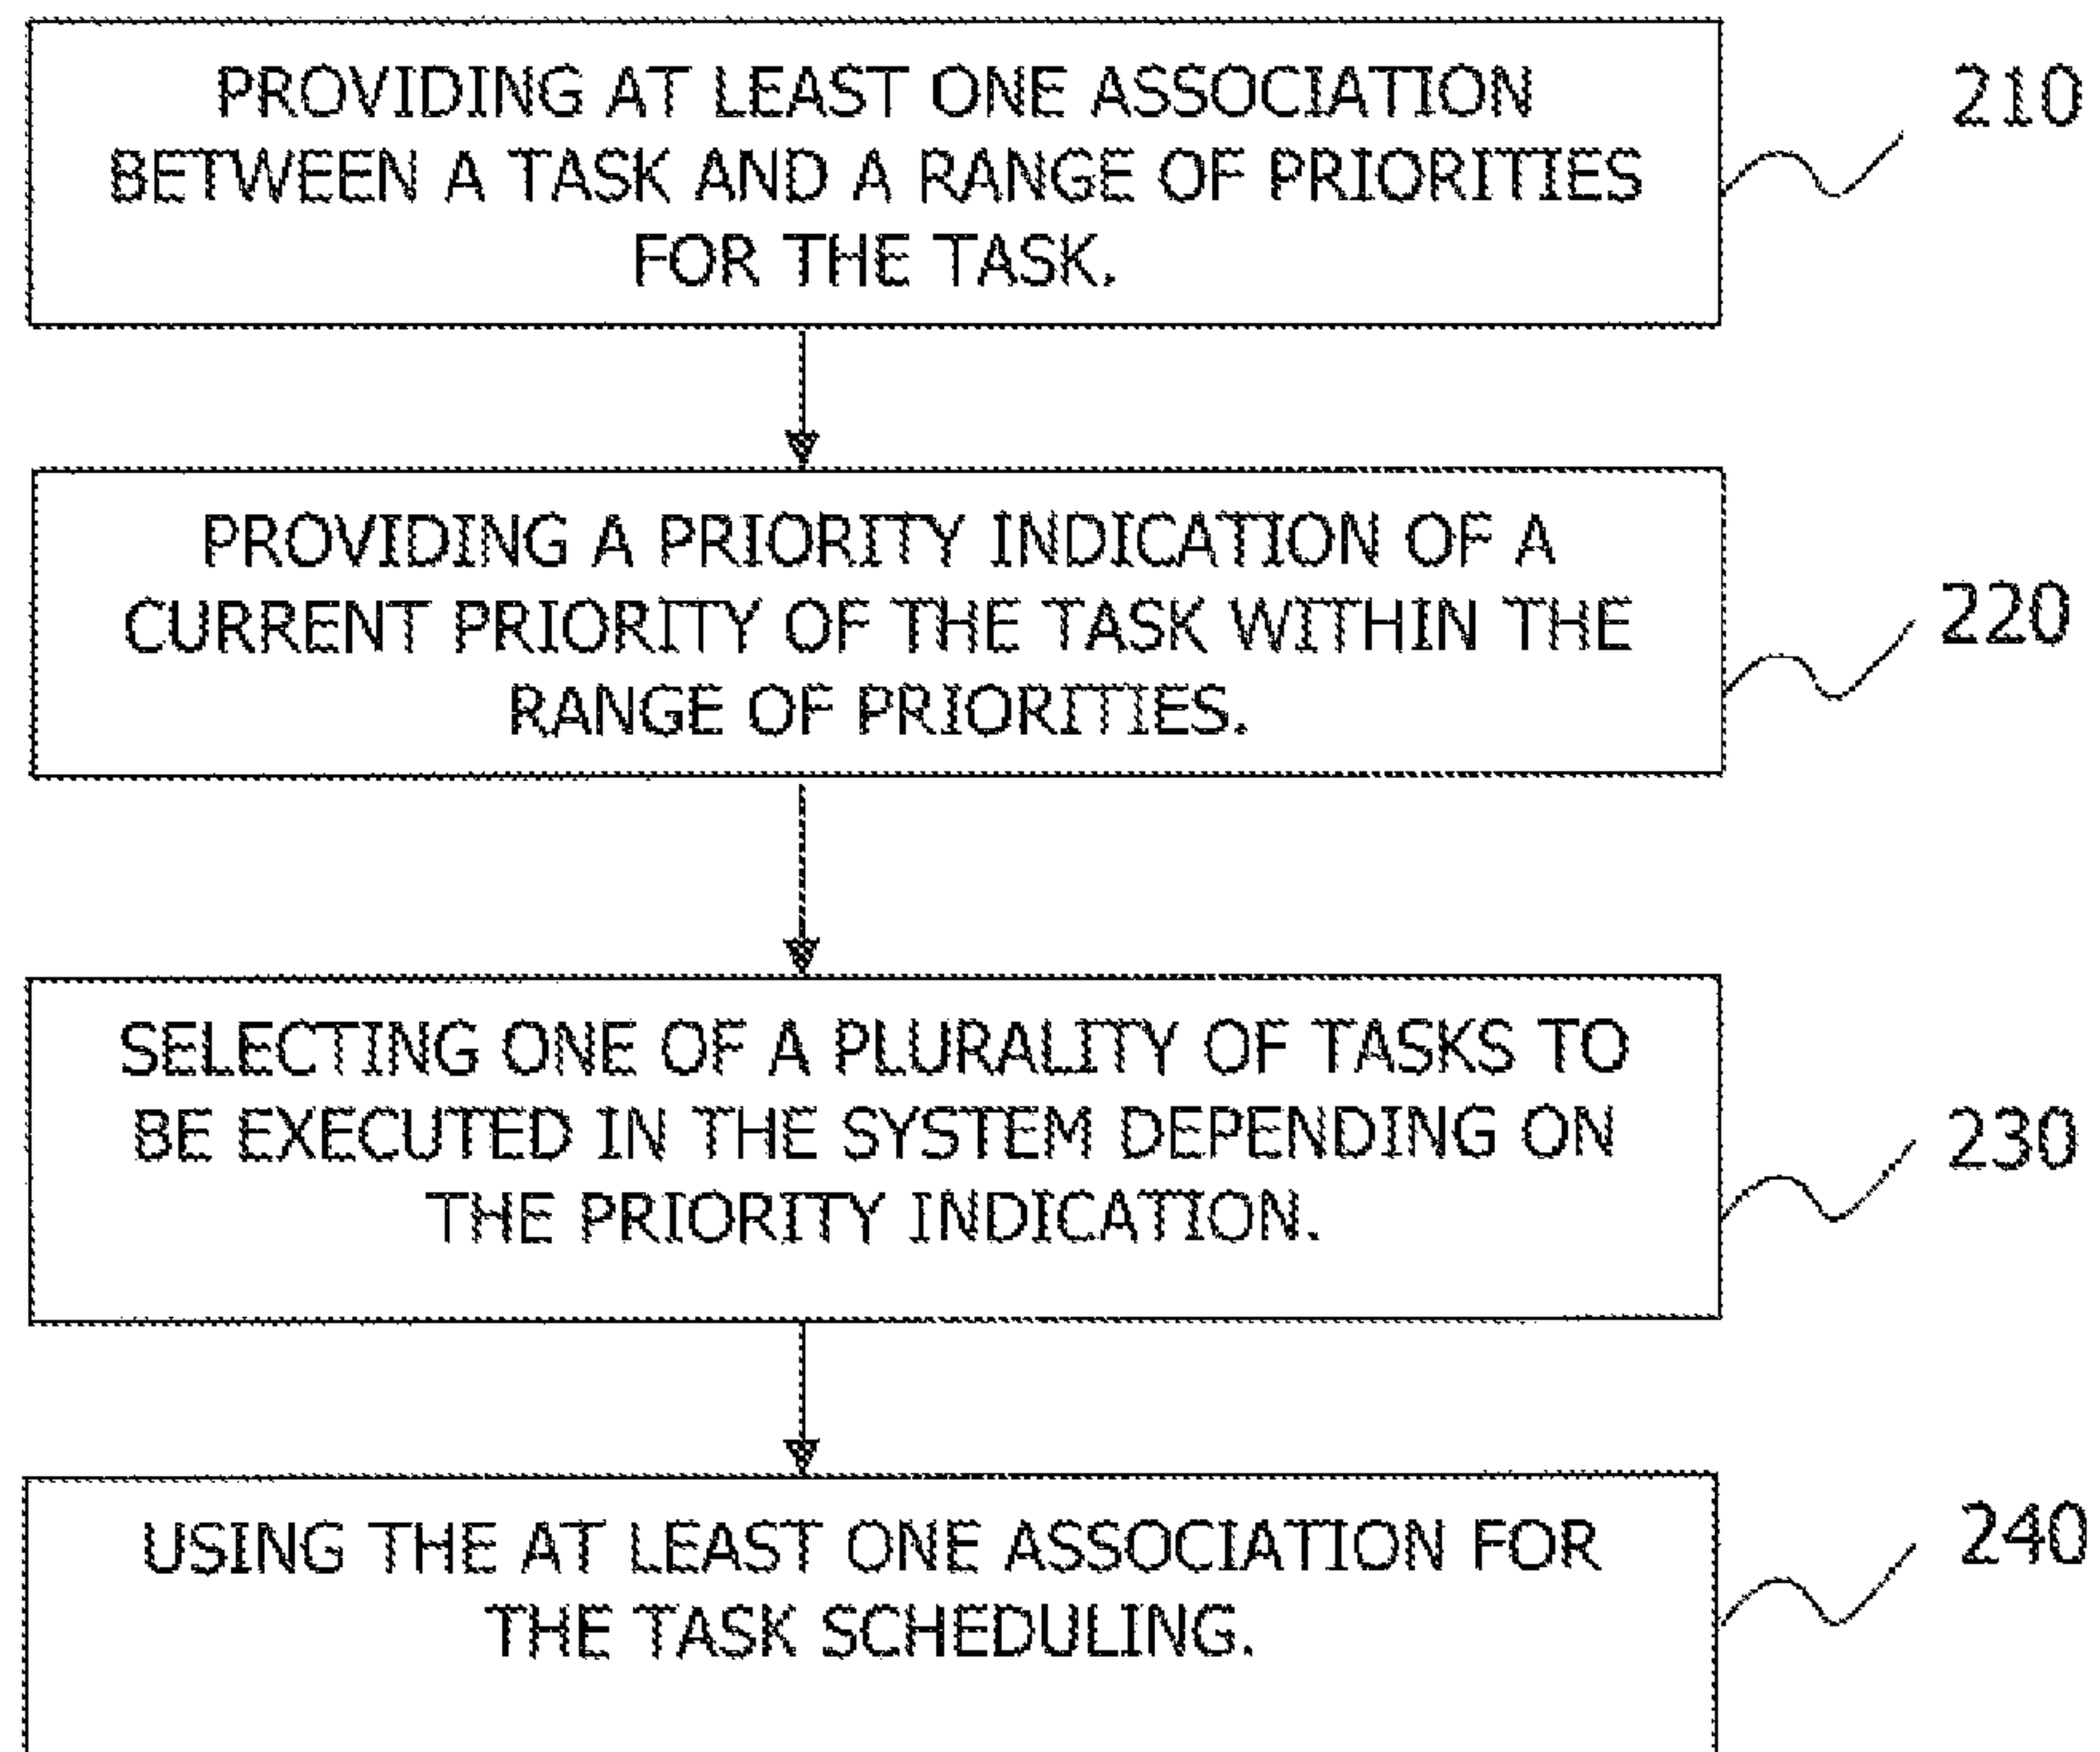 PROVIDING AT LEAST ONE ASSOCIATION
BETWEEN A TASK AND A RANGE OF PRIORITIES
FOR THE TASK.
210
PROVIDING A PRIORITY INDICATION OF A
CURRENT PRIORITY OF THE TASK WITHIN THE
RANGE OF PRIORITIES.
220
SELECTING ONE OF A PLURALITY OF TASKS TO
BE EXECUTED IN THE SYSTEM DEPENDING ON
THE PRIORITY INDICATION.
230
USING THE AT LEAST ONE ASSOCIATION FOR
THE TASK SCHEDULING.
240